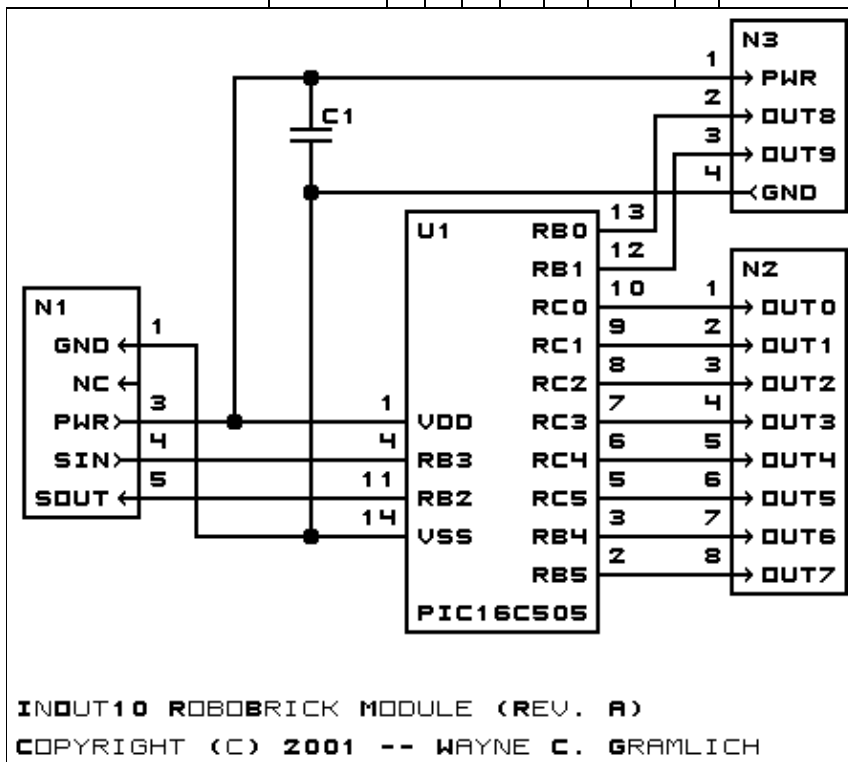 N3
1
PWR
2
OUT8
3
OUT9
4
GND
C1
U1
RB0 13
RB1 12
RC0 10
RC1 9
RC2 8
RC3 7
RC4 6
RC5 5
RB4 3
RB5 2
1 VDD
4 RB3
11 RB2
14 VSS
PIC16C505
N1
GND 1
NC
PWR 3
SIN 4
SOUT 5
N2
1 OUT0
2 OUT1
3 OUT2
4 OUT3
5 OUT4
6 OUT5
7 OUT6
8 OUT7
INOUT10 ROBOBRICK MODULE (REV. A)
COPYRIGHT (C) 2001 -- WAYNE C. GRAMLICH